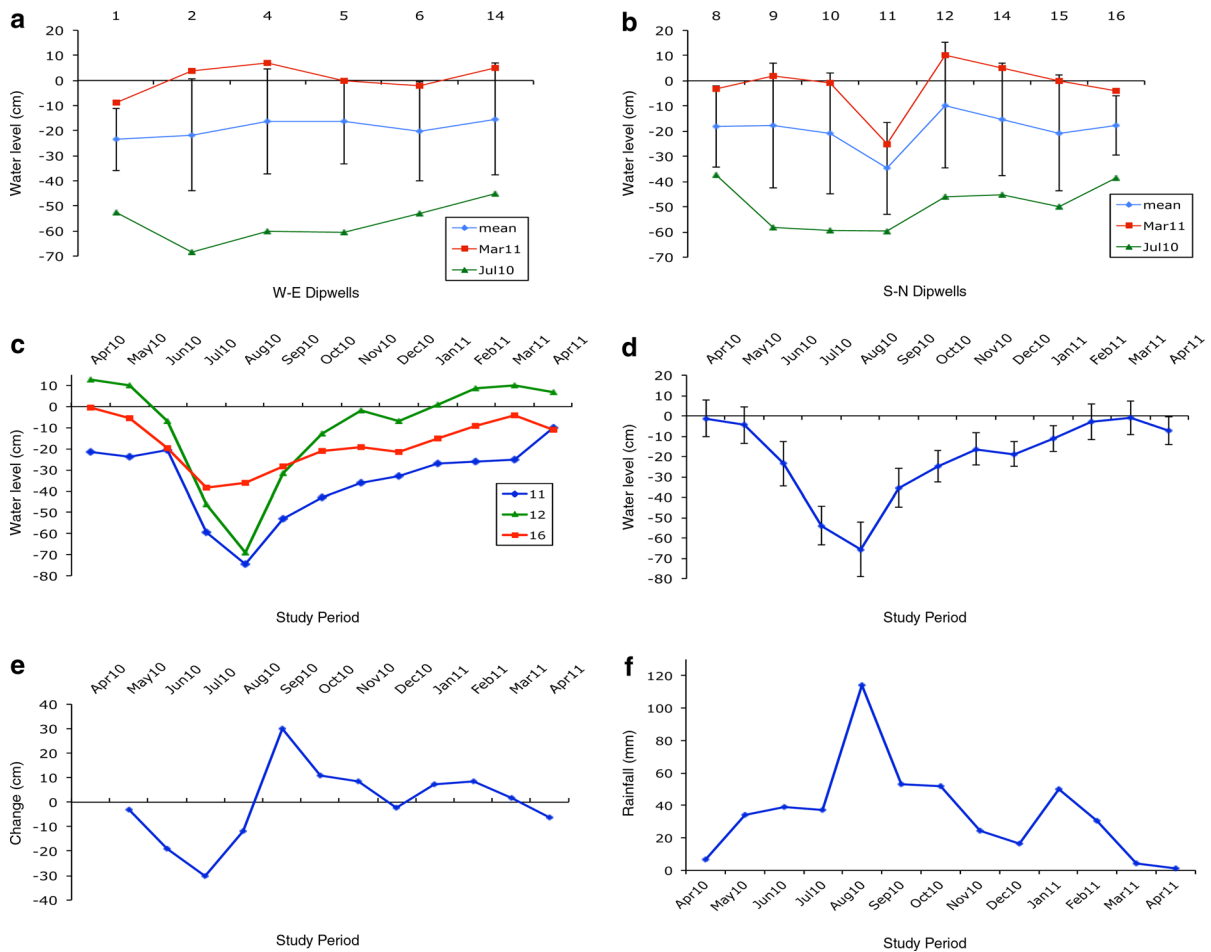 a
1 2 4 5 6 14
20
10
0
-10
-20
-30
-40
-50
-60
-70
Water level (cm)
mean
Mar11
Jul10
W-E Dipwells
b
8 9 10 11 12 14 15 16
20
10
0
-10
-20
-30
-40
-50
-60
-70
Water level (cm)
mean
Mar11
Jul10
S-N Dipwells
c
Apr10 May10 Jun10 Jul10 Aug10 Sep10 Oct10 Nov10 Dec10 Jan11 Feb11 Mar11 Apr11
10
0
-10
-20
-30
-40
-50
-60
-70
-80
Water level (cm)
11
12
16
Study Period
d
Apr10 May10 Jun10 Jul10 Aug10 Sep10 Oct10 Nov10 Dec10 Jan11 Feb11 Mar11 Apr11
20
10
0
-10
-20
-30
-40
-50
-60
-70
-80
Water level (cm)
Study Period
e
Apr10 May10 Jun10 Jul10 Aug10 Sep10 Oct10 Nov10 Dec10 Jan11 Feb11 Mar11 Apr11
40
30
20
10
0
-10
-20
-30
-40
Change (cm)
Study Period
f
120
100
80
60
40
20
0
Rainfall (mm)
Apr10 May10 Jun10 Jul10 Aug10 Sep10 Oct10 Nov10 Dec10 Jan11 Feb11 Mar11 Apr11
Study Period